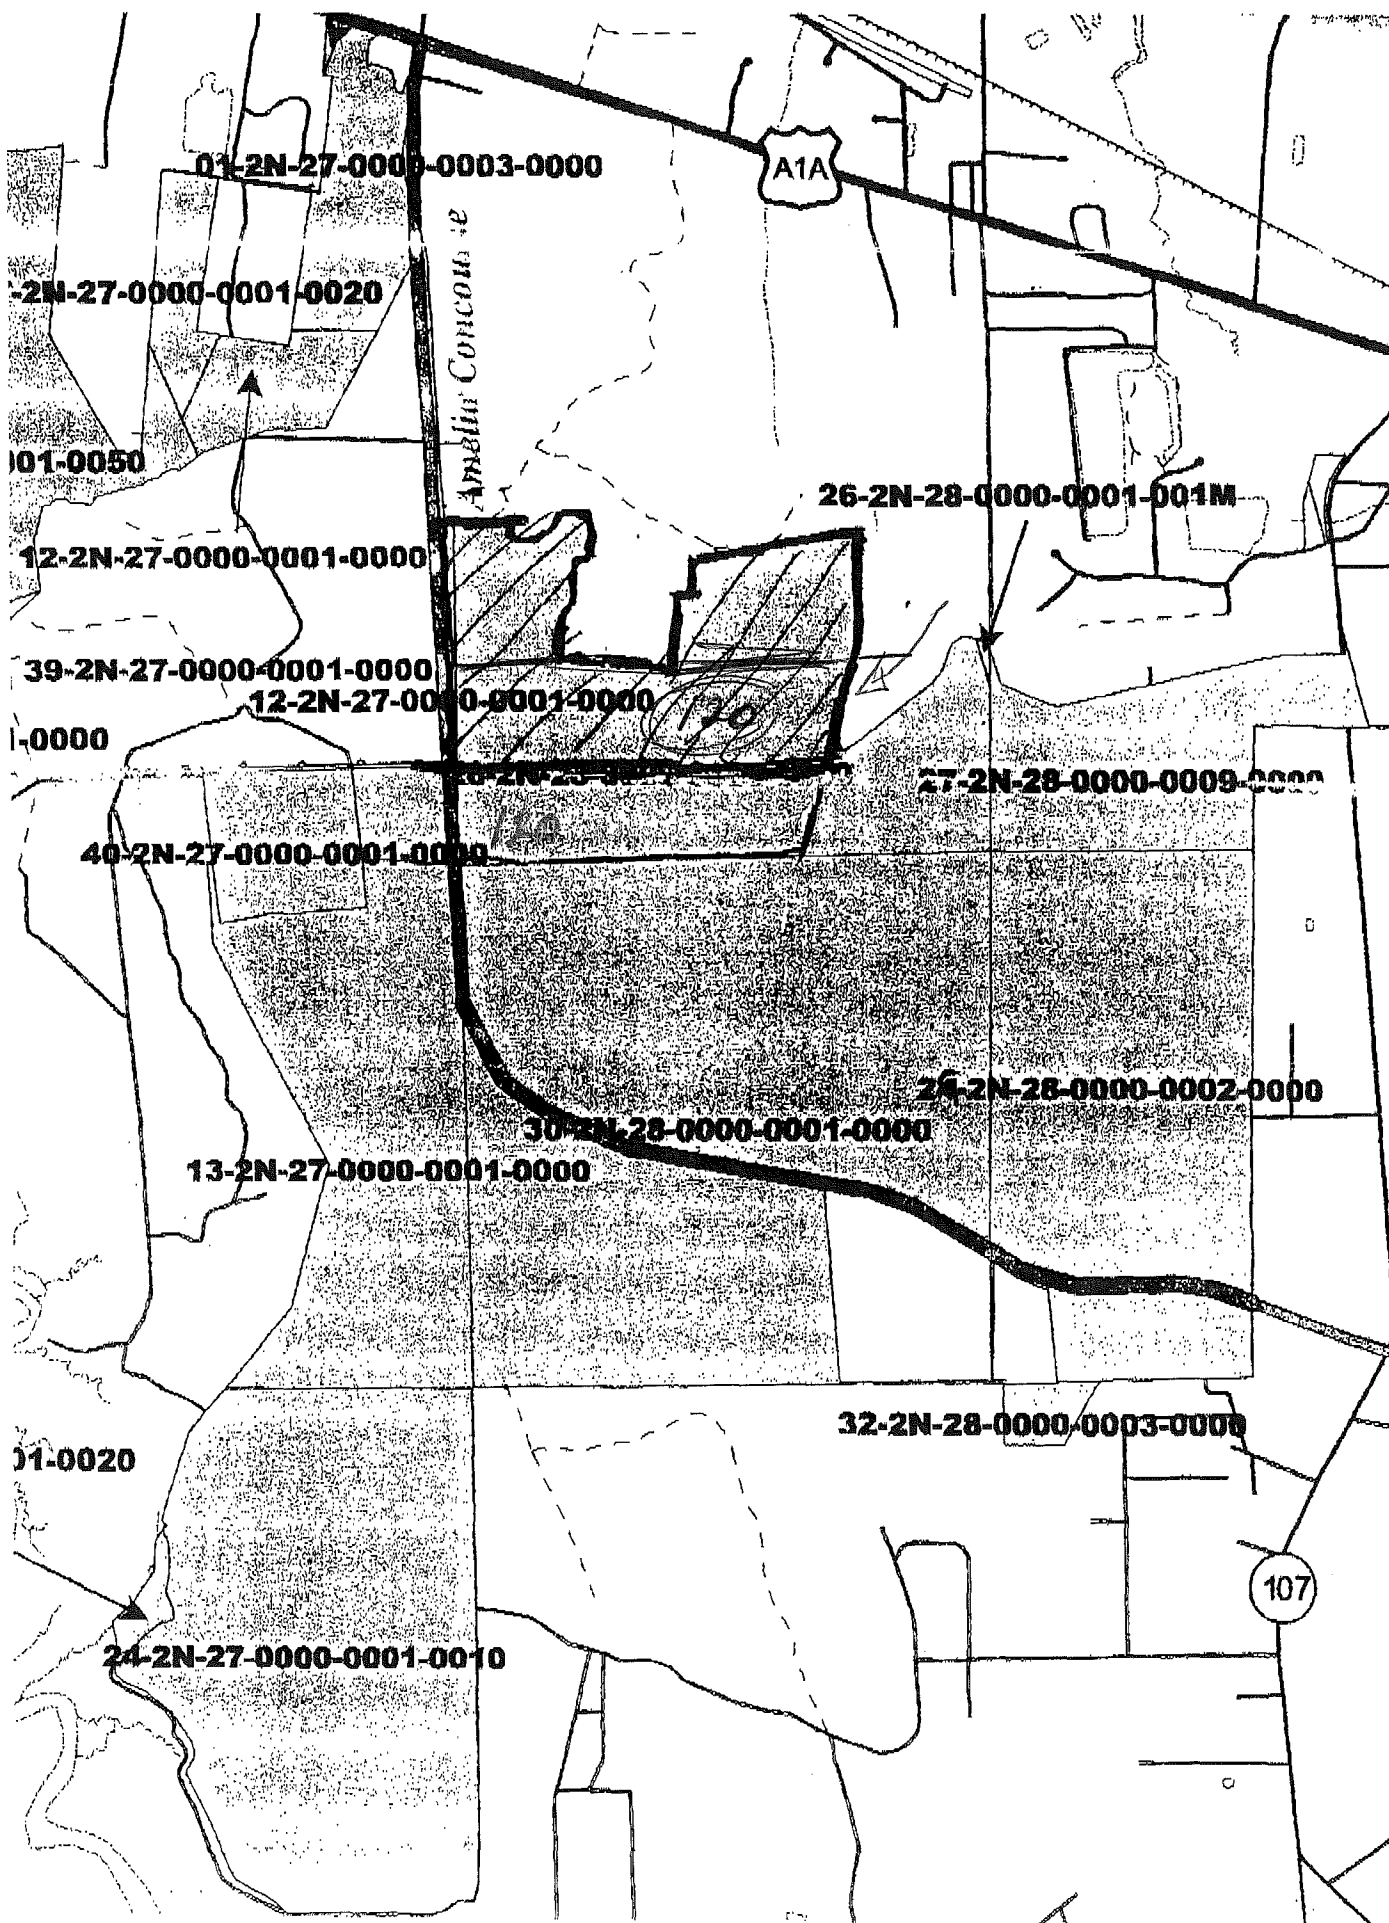 A1A
01-2N-27-0000-0003-0000
-2N-27-0000-0001-0020
Amelia Concourse
001-0050
26-2N-28-0000-0001-001M
12-2N-27-0000-0001-0000
39-2N-27-0000-0001-0000
12-2N-27-0000-0001-0000
120
1-0000
27-2N-28-0000-0009-0000
40-2N-27-0000-0001-0000
-2N-28-0000-0002-0000
30-2N-28-0000-0001-0000
13-2N-27-0000-0001-0000
32-2N-28-0000-0003-0000
01-0020
107
24-2N-27-0000-0001-0010